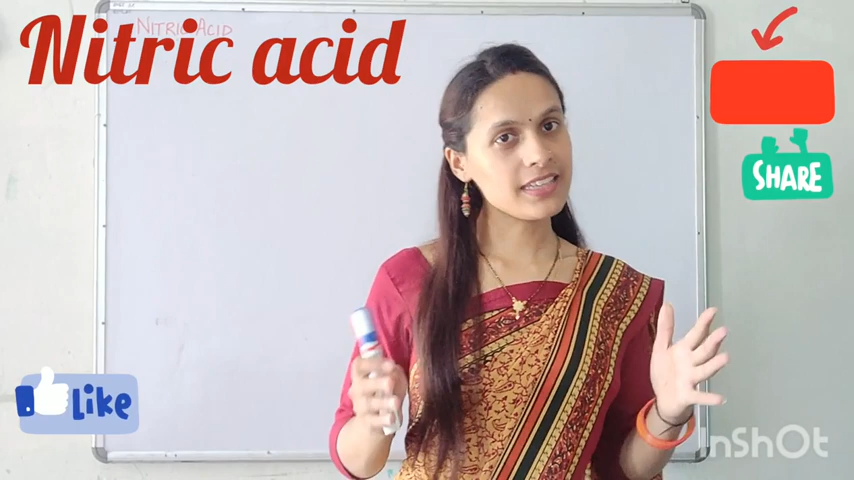 Nitric acid
NITRIC ACID
SHARE
Like
InShOt